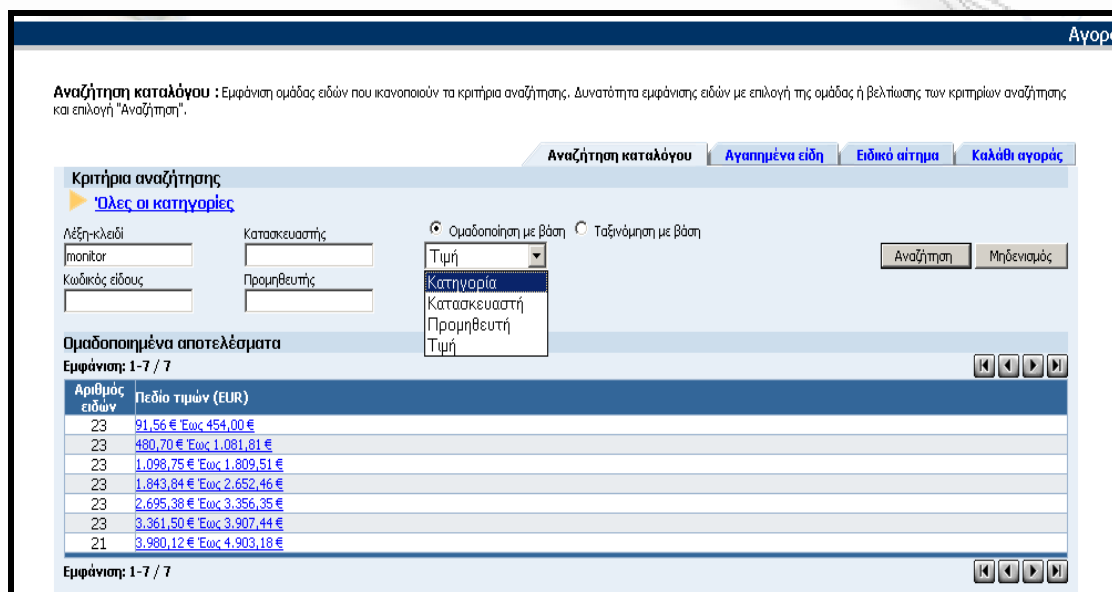 Αγορ
Αναζήτηση καταλόγου : Εμφάνιση ομάδας ειδών που ικανοποιούν τα κριτήρια αναζήτησης. Δυνατότητα εμφάνισης ειδών με επιλογή της ομάδας ή βελτίωσης των κριτηρίων αναζήτησης
και επιλογή "Αναζήτηση".
Αναζήτηση καταλόγου Αγαπημένα είδη Ειδικό αίτημα Καλάθι αγοράς
Κριτήρια αναζήτησης
'Ολες οι κατηγορίες
Λέξη-κλειδί Κατασκευαστής Ομαδοποίηση με βάση Ταξινόμηση με βάση
monitor Τιμή Αναζήτηση Μηδενισμός
Κωδικός είδους Προμηθευτής Κατηγορία
Κατασκευαστή
Προμηθευτή
Τιμή
Ομαδοποιημένα αποτελέσματα
Εμφάνιση: 1-7 / 7
Αριθμός ειδών Πεδίο τιμών (EUR)
23 91,56 € Έως 454,00 €
23 480,70 € Έως 1.081,81 €
23 1.098,75 € Έως 1.809,51 €
23 1.843,84 € Έως 2.652,46 €
23 2.695,38 € Έως 3.356,35 €
23 3.361,50 € Έως 3.907,44 €
21 3.980,12 € Έως 4.903,18 €
Εμφάνιση: 1-7 / 7